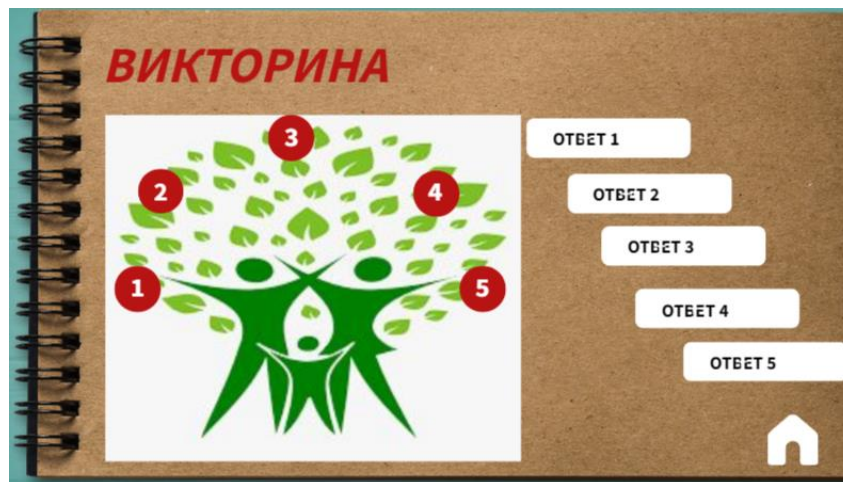 ВИКТОРИНА
3
2
4
1
5
ОТВЕТ 1
ОТВЕТ 2
ОТВЕТ 3
ОТВЕТ 4
ОТВЕТ 5